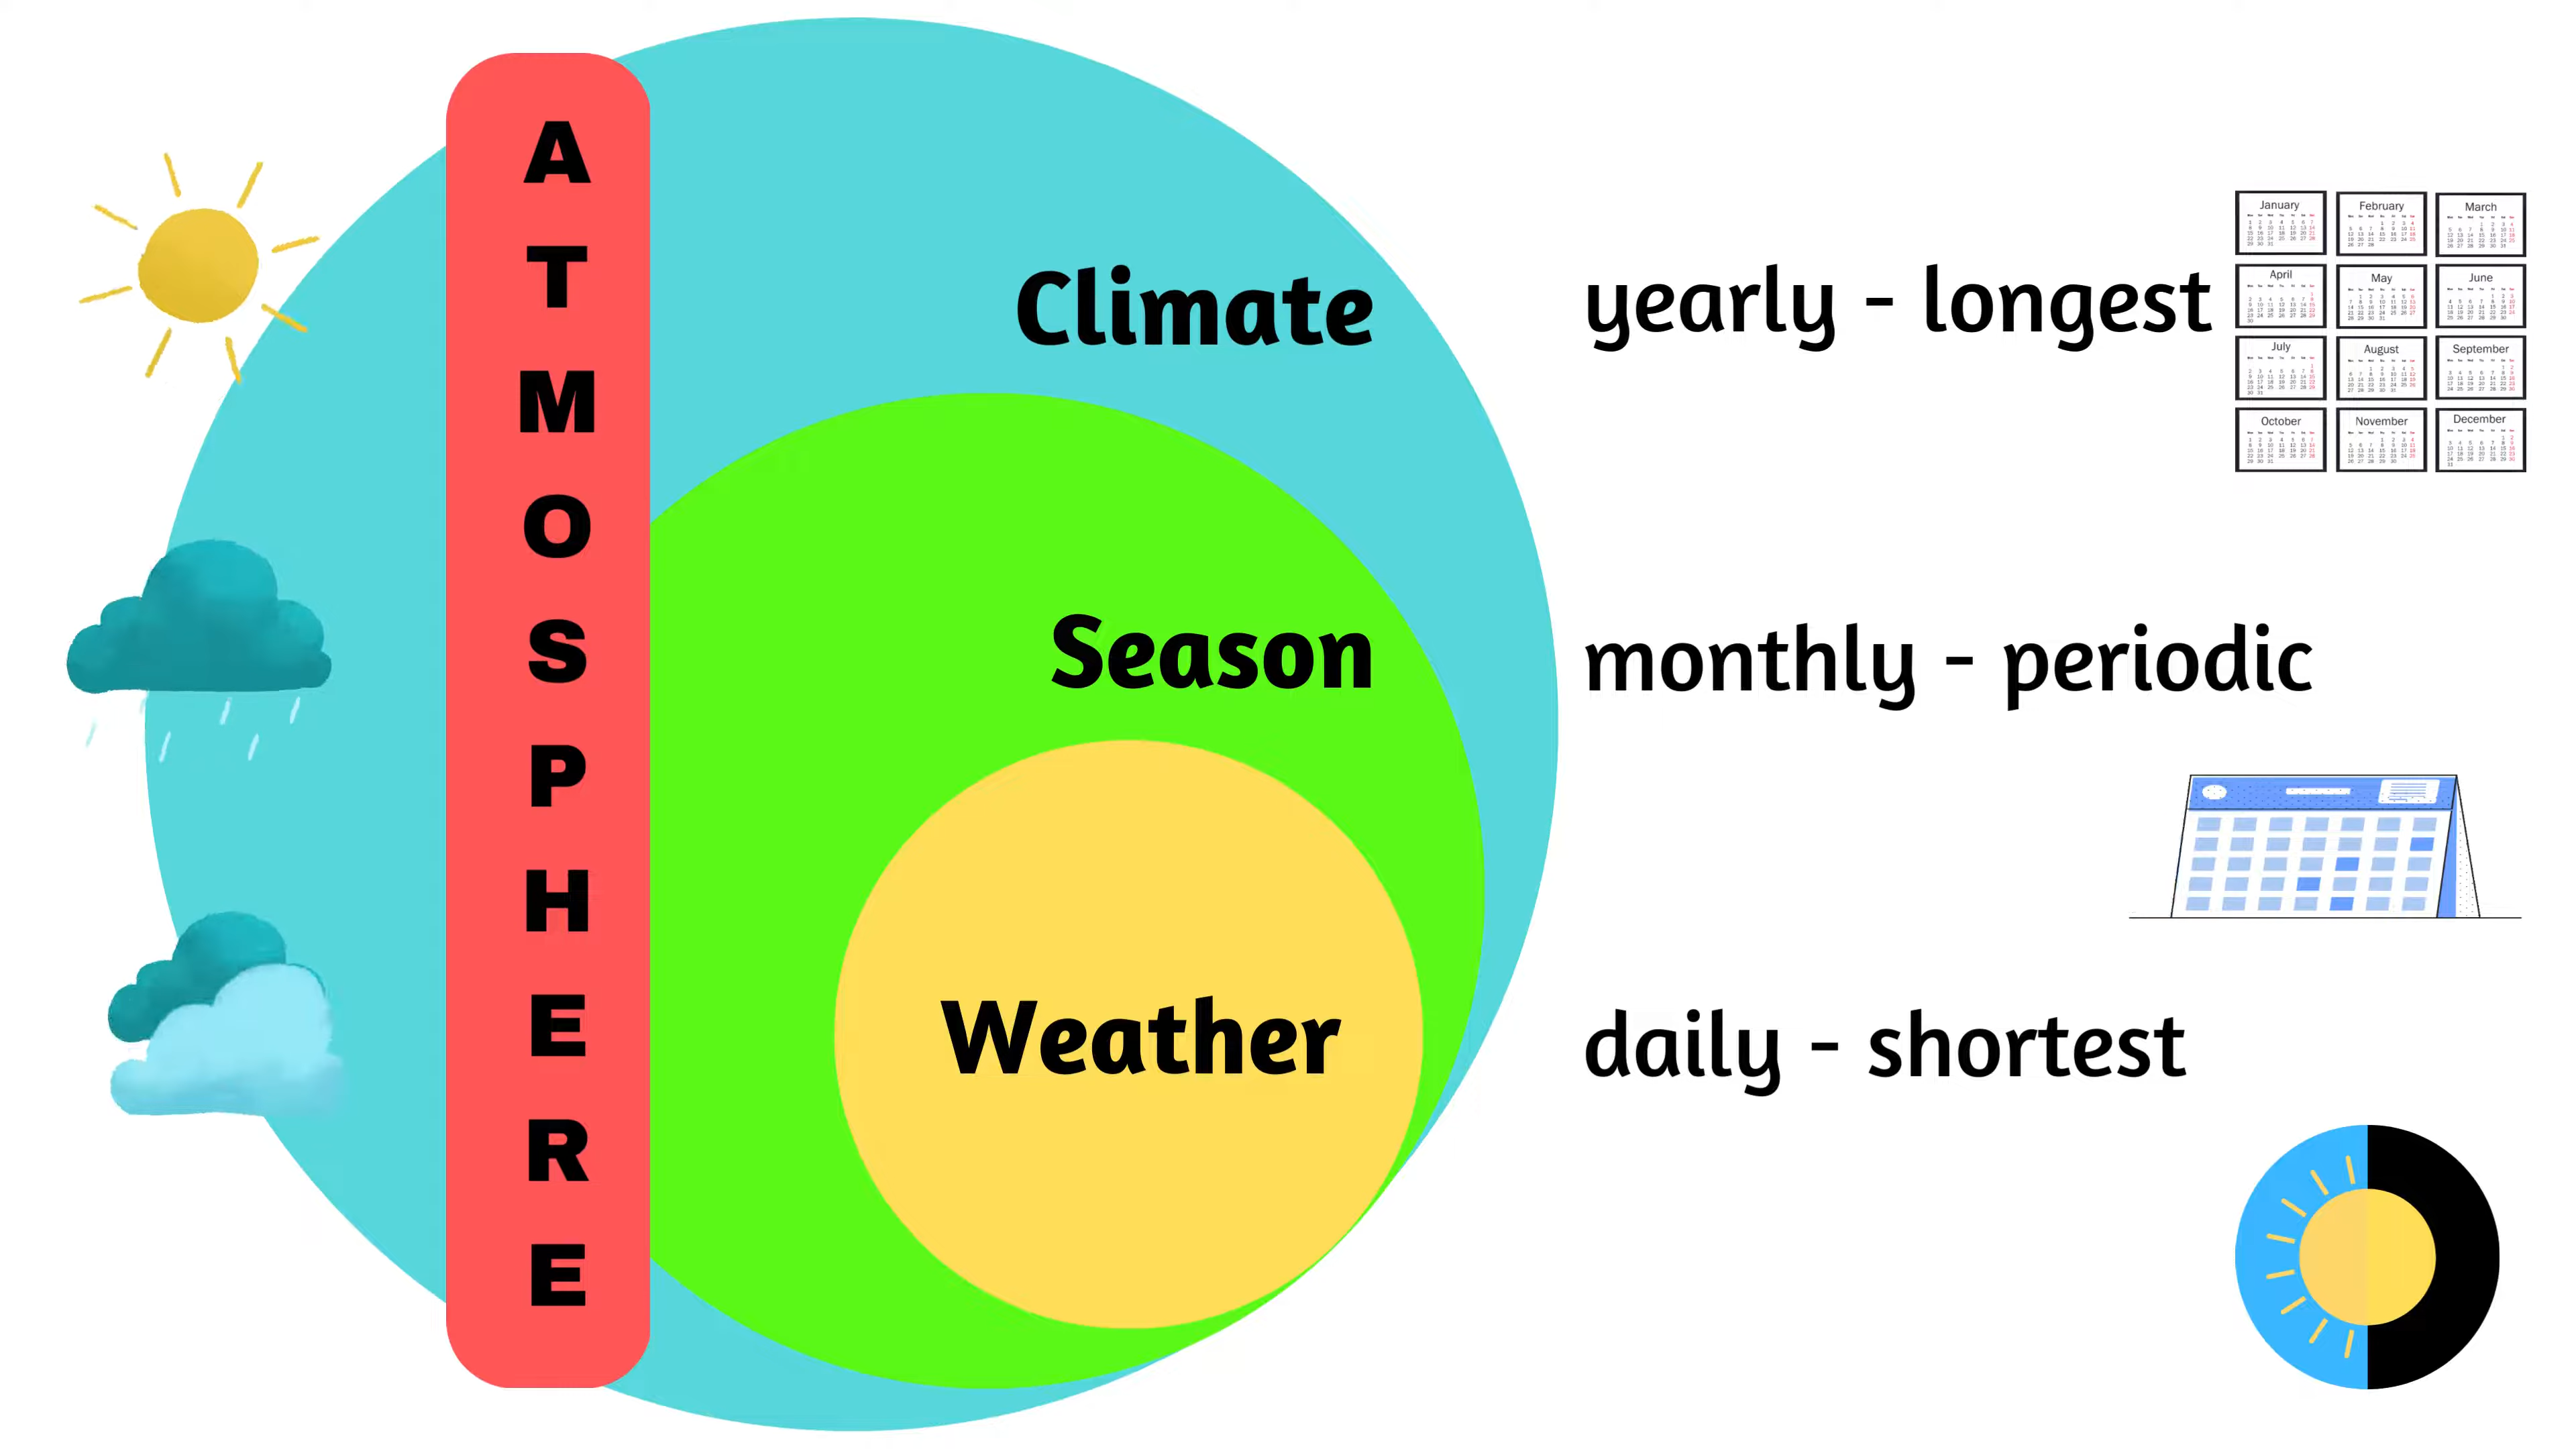 ATMOSPHERE
Climate
yearly - longest
January February March
April May June
July August September
October November December
Season
monthly - periodic
Weather
daily - shortest